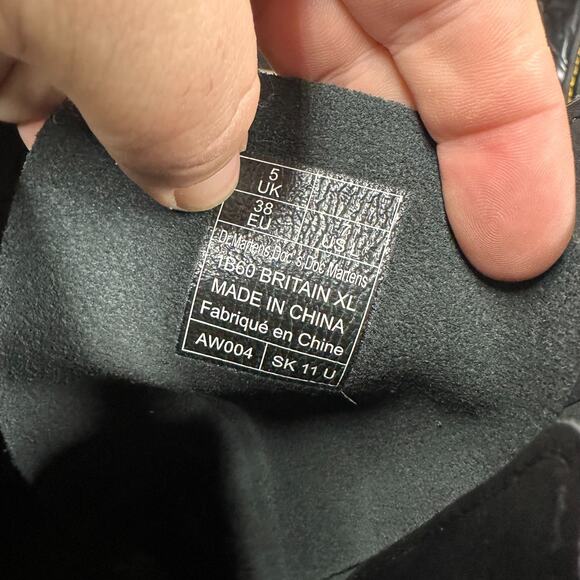 5
UK
38
EU
7
US
Dr.Martens,Doc's,Doc Martens
1B60 BRITAIN XL
MADE IN CHINA
Fabriqué en Chine
AW004 SK 11 U